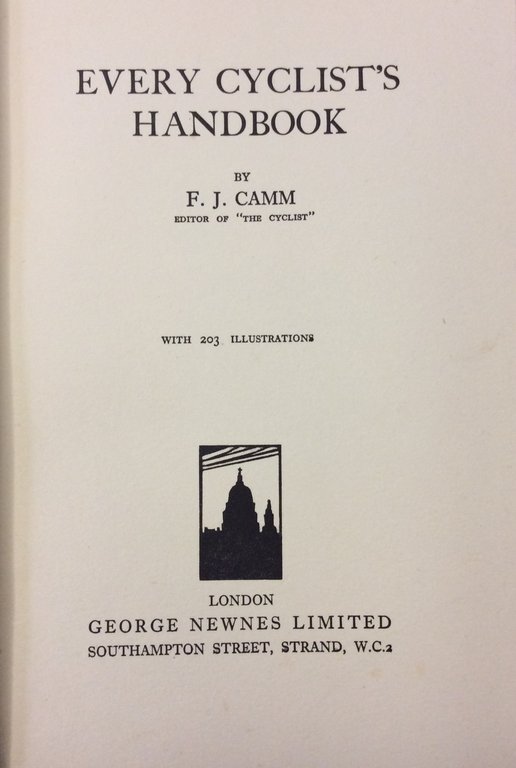 EVERY CYCLIST'S
HANDBOOK
BY
F. J. CAMM
EDITOR OF "THE CYCLIST"
WITH 203 ILLUSTRATIONS
LONDON
GEORGE NEWNES LIMITED
SOUTHAMPTON STREET, STRAND, W.C.2